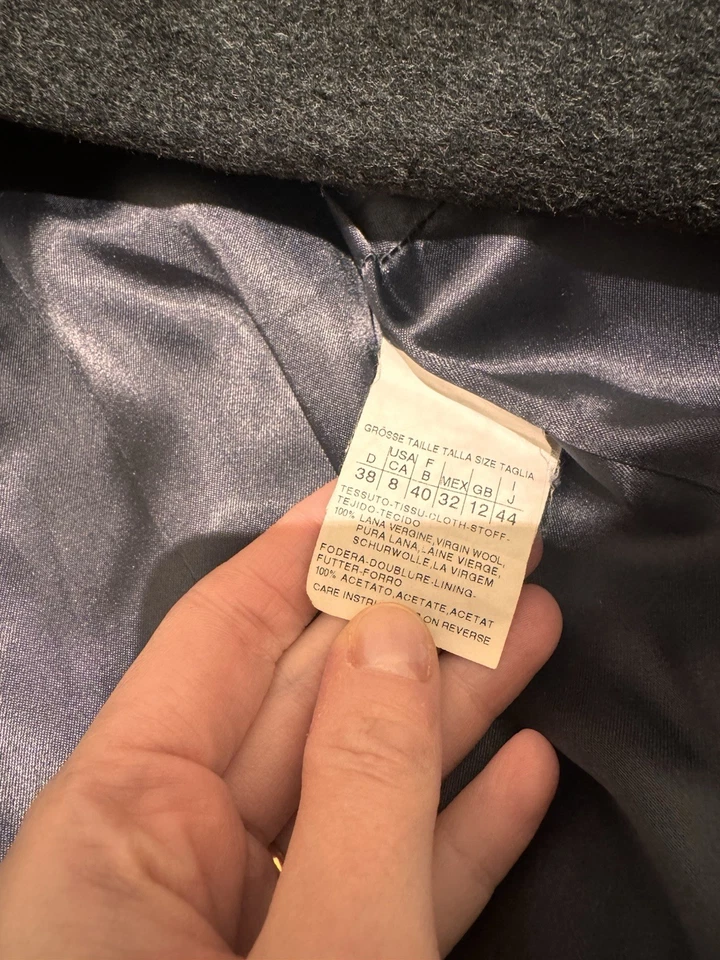 GRÖSSE TAILLE TALLA SIZE TAGLIA
D USA CA F B MEX GB I J
38 8 40 32 12 44
TESSUTO-TISSU-CLOTH-STOFF-
TEJIDO-TECIDO
100% LANA VERGINE,VIRGIN WOOL,
PURA LANA,LAINE VIERGE,
SCHURWOLLE,LA VIRGEM
FODERA-DOUBLURE-LINING-
FUTTER-FORRO
100% ACETATO,ACETATE,ACETAT
CARE ON REVERSE